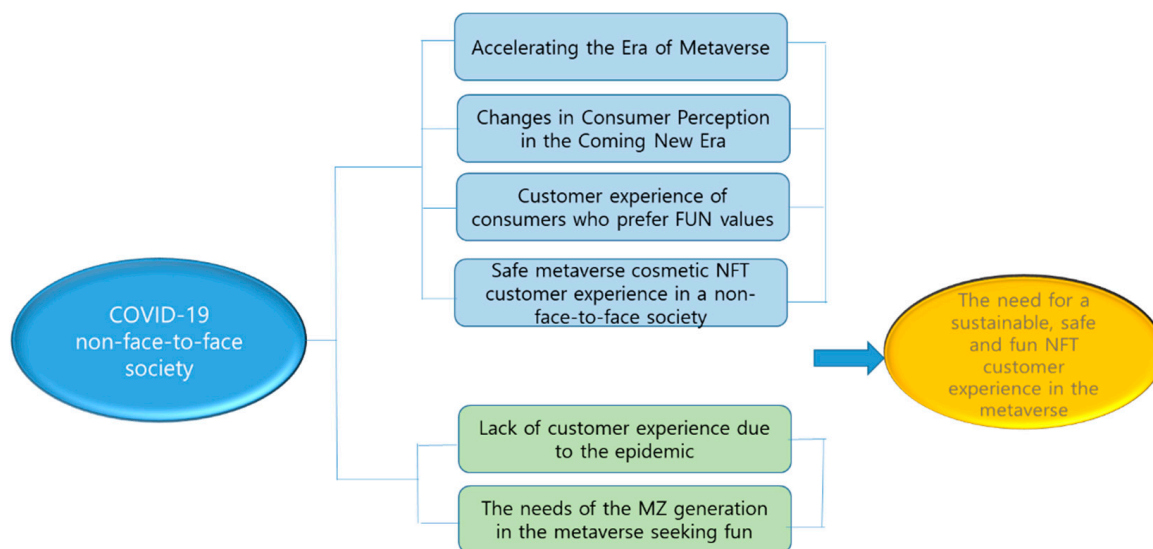 COVID-19
non-face-to-face
society
Accelerating the Era of Metaverse
Changes in Consumer Perception
in the Coming New Era
Customer experience of
consumers who prefer FUN values
Safe metaverse cosmetic NFT
customer experience in a non-
face-to-face society
Lack of customer experience due
to the epidemic
The needs of the MZ generation
in the metaverse seeking fun
The need for a
sustainable, safe
and fun NFT
customer
experience in the
metaverse